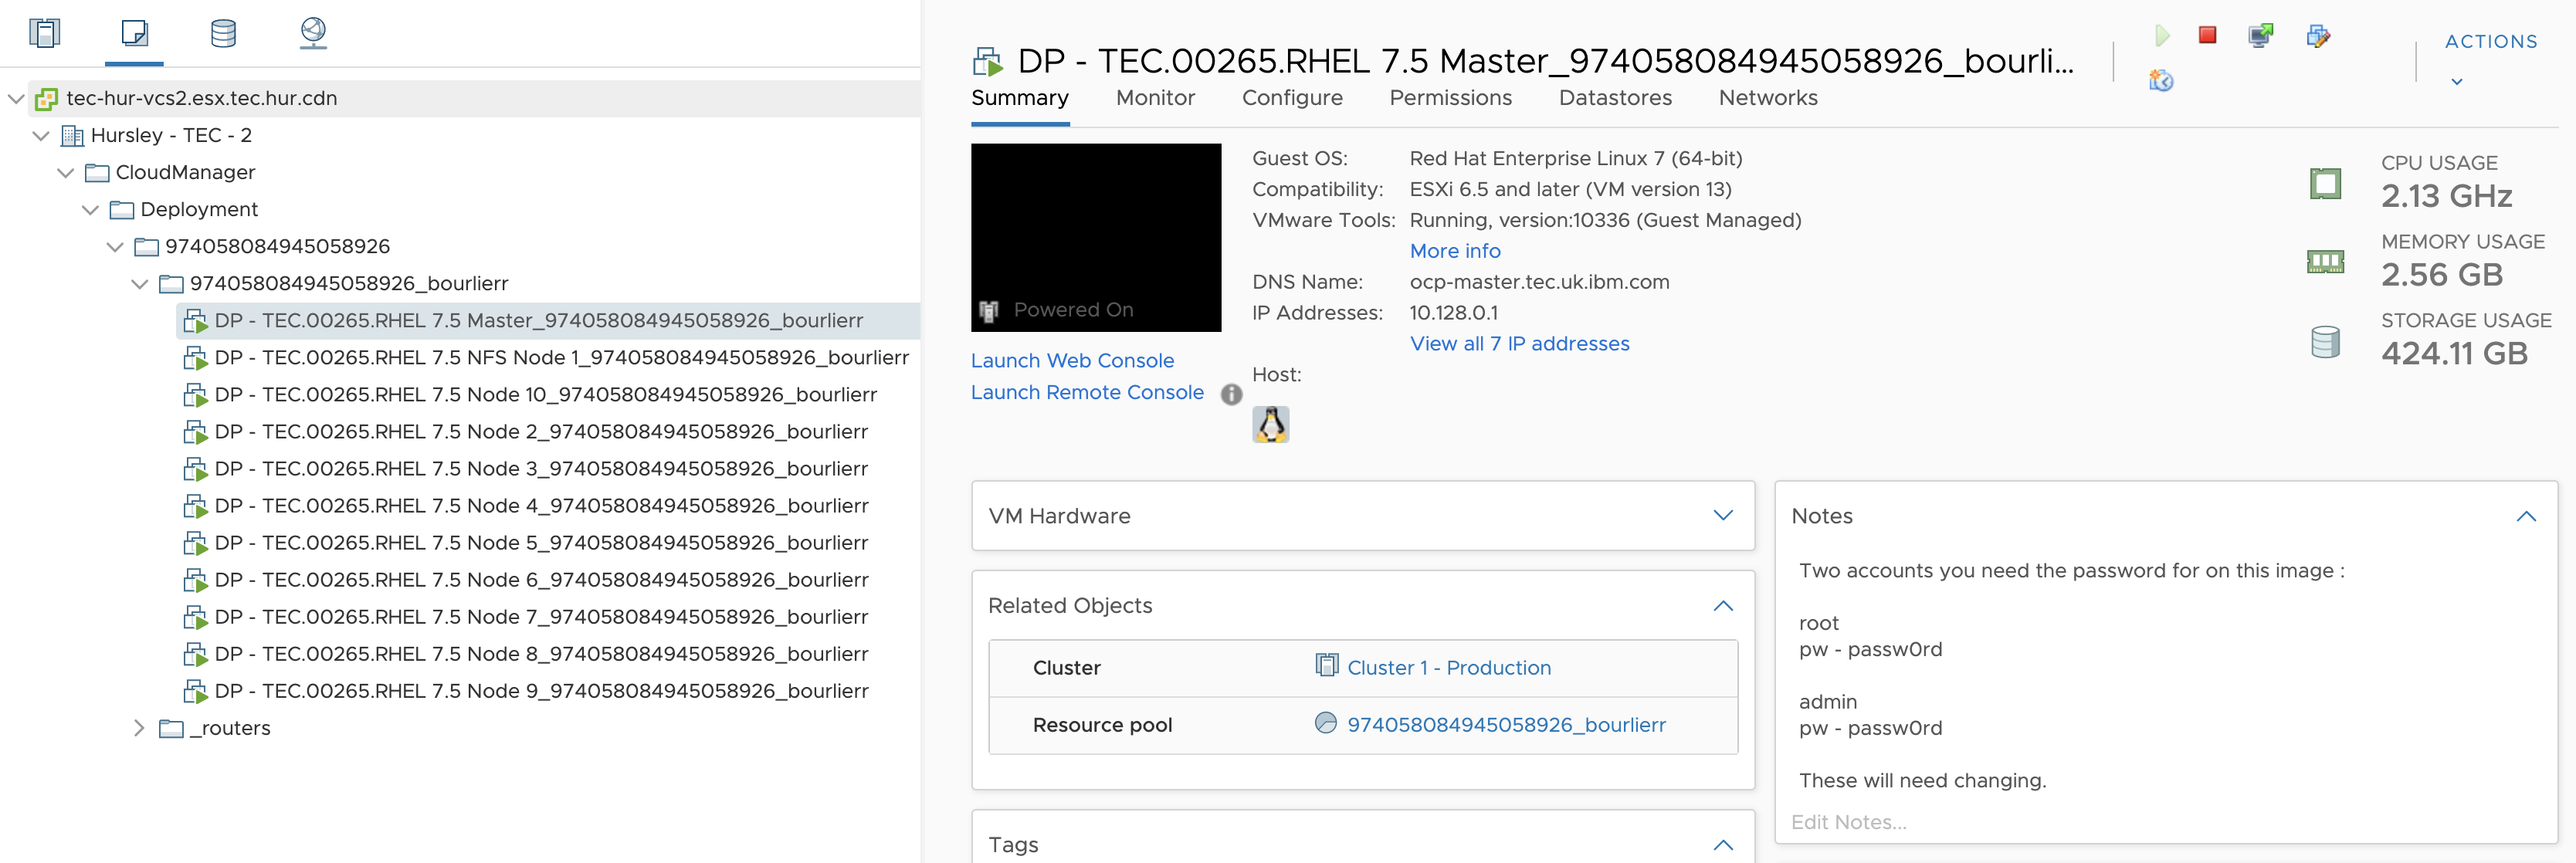 tec-hur-vcs2.esx.tec.hur.cdn
Hursley - TEC - 2
CloudManager
Deployment
974058084945058926
974058084945058926_bourlierr
DP - TEC.00265.RHEL 7.5 Master_974058084945058926_bourlierr
DP - TEC.00265.RHEL 7.5 NFS Node 1_974058084945058926_bourlierr
DP - TEC.00265.RHEL 7.5 Node 10_974058084945058926_bourlierr
DP - TEC.00265.RHEL 7.5 Node 2_974058084945058926_bourlierr
DP - TEC.00265.RHEL 7.5 Node 3_974058084945058926_bourlierr
DP - TEC.00265.RHEL 7.5 Node 4_974058084945058926_bourlierr
DP - TEC.00265.RHEL 7.5 Node 5_974058084945058926_bourlierr
DP - TEC.00265.RHEL 7.5 Node 6_974058084945058926_bourlierr
DP - TEC.00265.RHEL 7.5 Node 7_974058084945058926_bourlierr
DP - TEC.00265.RHEL 7.5 Node 8_974058084945058926_bourlierr
DP - TEC.00265.RHEL 7.5 Node 9_974058084945058926_bourlierr
_routers
DP - TEC.00265.RHEL 7.5 Master_974058084945058926_bourli...
ACTIONS
Summary Monitor Configure Permissions Datastores Networks
Powered On
Launch Web Console
Launch Remote Console
Guest OS: Red Hat Enterprise Linux 7 (64-bit)
Compatibility: ESXi 6.5 and later (VM version 13)
VMware Tools: Running, version:10336 (Guest Managed)
More info
DNS Name: ocp-master.tec.uk.ibm.com
IP Addresses: 10.128.0.1
View all 7 IP addresses
Host:
CPU USAGE
2.13 GHz
MEMORY USAGE
2.56 GB
STORAGE USAGE
424.11 GB
VM Hardware
Related Objects
Cluster Cluster 1 - Production
Resource pool 974058084945058926_bourlierr
Tags
Notes
Two accounts you need the password for on this image :
root
pw - passw0rd
admin
pw - passw0rd
These will need changing.
Edit Notes...